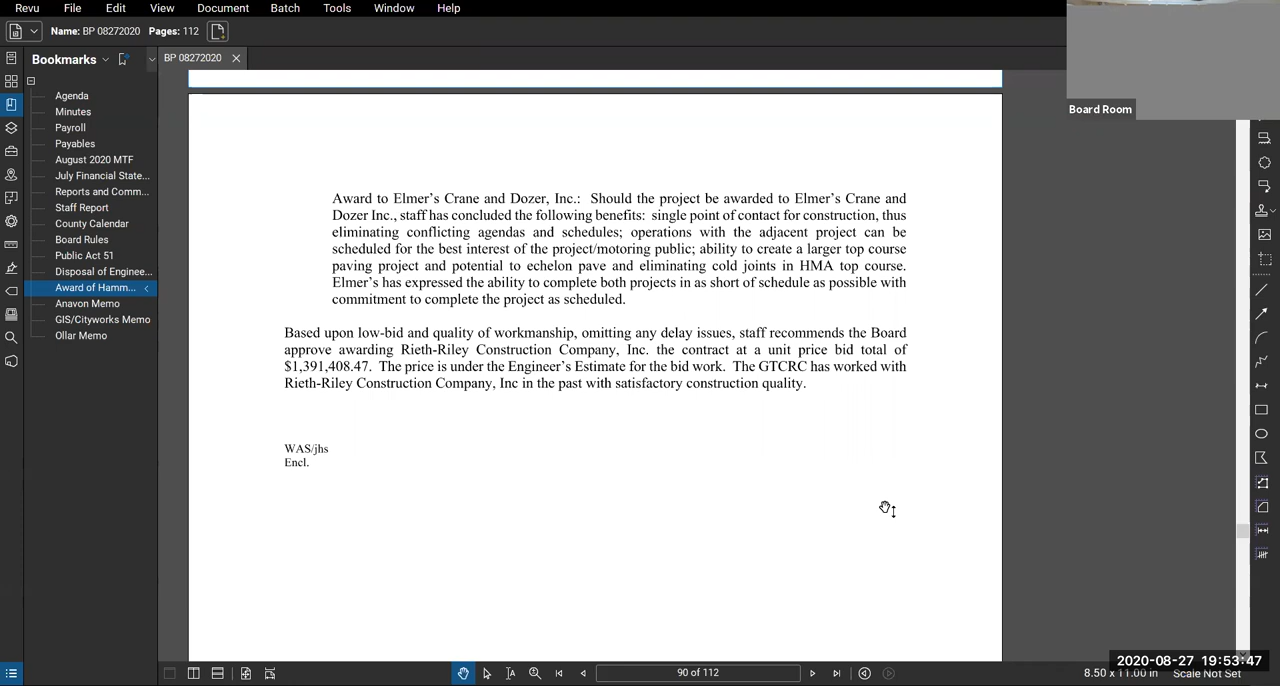 Revu File Edit View Document Batch Tools Window Help
Name: BP 08272020 Pages: 112
Bookmarks
BP 08272020
Agenda
Minutes
Payroll
Payables
August 2020 MTF
July Financial State...
Reports and Comm...
Staff Report
County Calendar
Board Rules
Public Act 51
Disposal of Enginee...
Award of Hamm...
Anavon Memo
GIS/Cityworks Memo
Ollar Memo
Board Room
Award to Elmer's Crane and Dozer, Inc.: Should the project be awarded to Elmer's Crane and
Dozer Inc., staff has concluded the following benefits: single point of contact for construction, thus
eliminating conflicting agendas and schedules; operations with the adjacent project can be
scheduled for the best interest of the project/motoring public; ability to create a larger top course
paving project and potential to echelon pave and eliminating cold joints in HMA top course.
Elmer's has expressed the ability to complete both projects in as short of schedule as possible with
commitment to complete the project as scheduled.
Based upon low-bid and quality of workmanship, omitting any delay issues, staff recommends the Board
approve awarding Rieth-Riley Construction Company, Inc. the contract at a unit price bid total of
$1,391,408.47. The price is under the Engineer's Estimate for the bid work. The GTCRC has worked with
Rieth-Riley Construction Company, Inc in the past with satisfactory construction quality.
WAS/jhs
Encl.
90 of 112
2020-08-27 19:53:47
8.50 x 11.00 in Scale Not Set